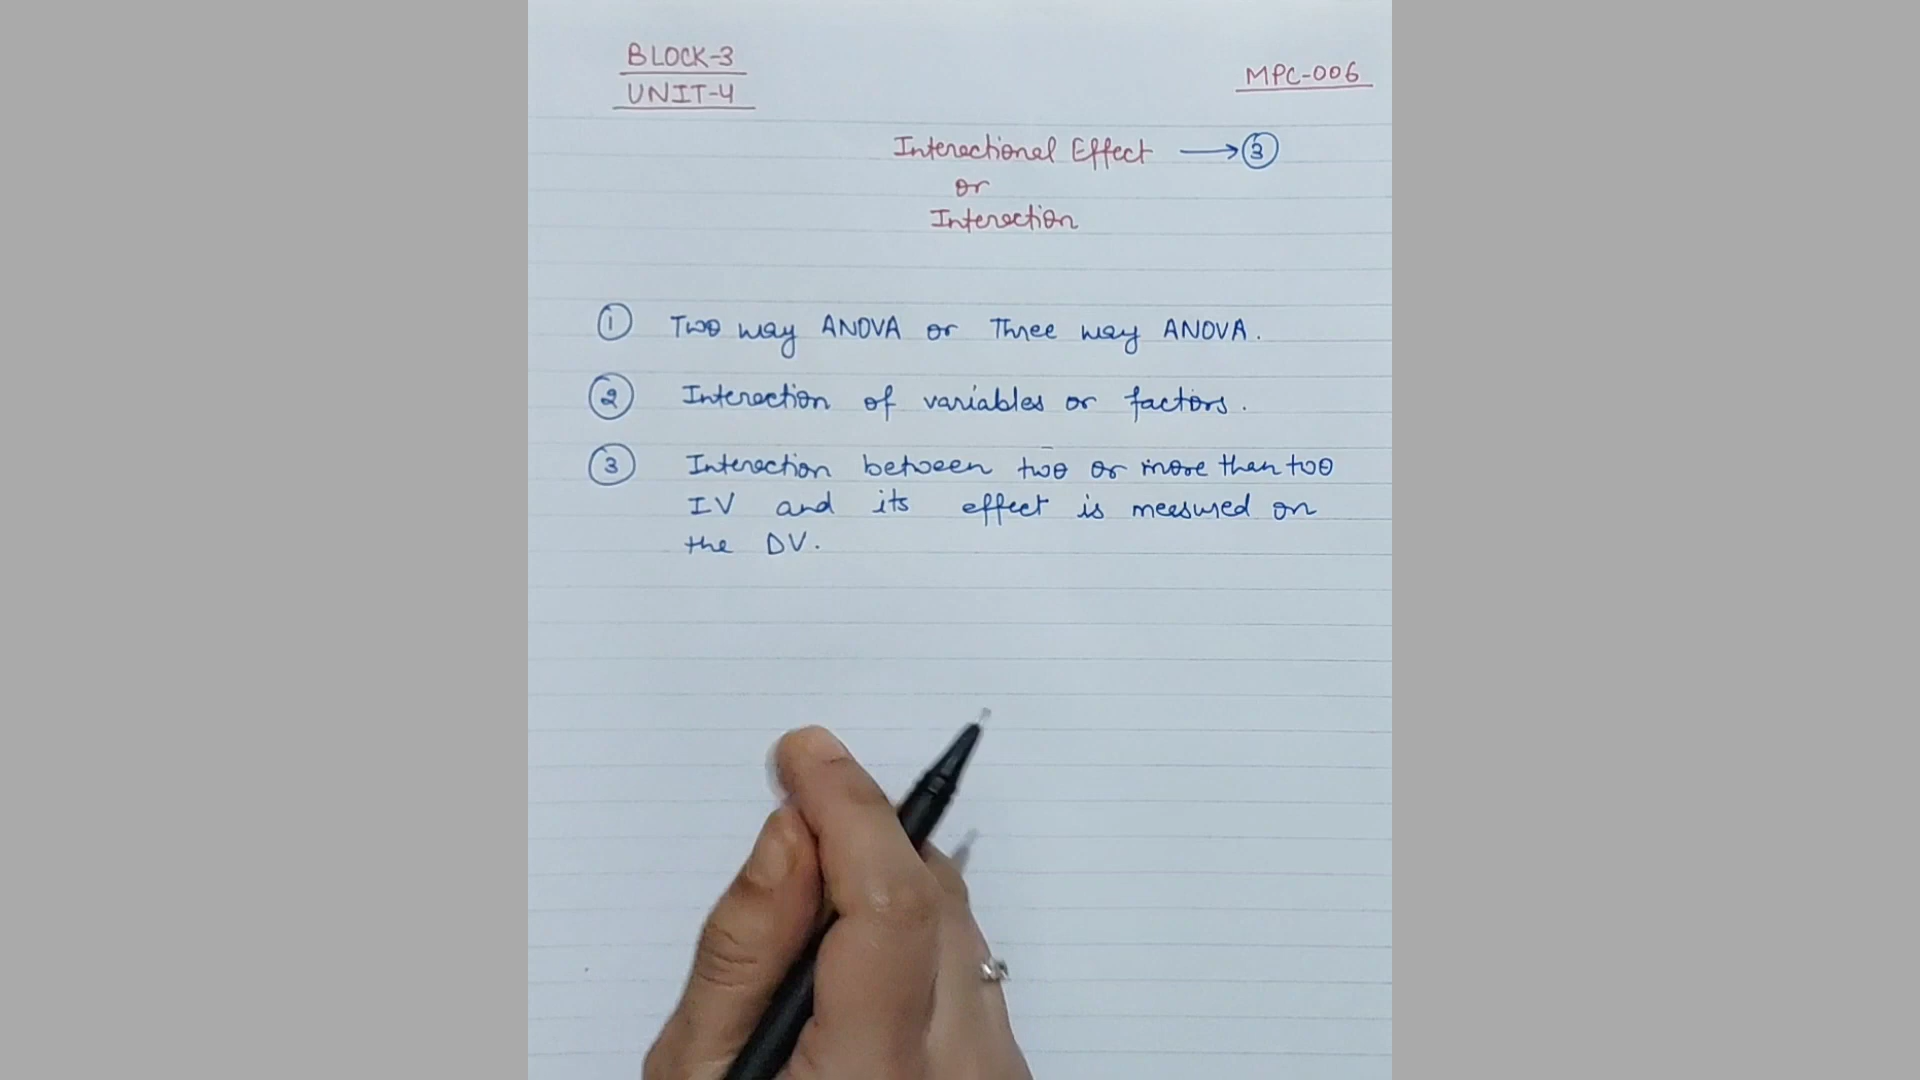 BLOCK-3
UNIT-4
MPC-006
Interactional Effect → 3
or
Interaction
1 Two way ANOVA or Three way ANOVA.
2 Interaction of variables or factors.
3 Interaction between two or more than two
IV and its effect is measured on
the DV.